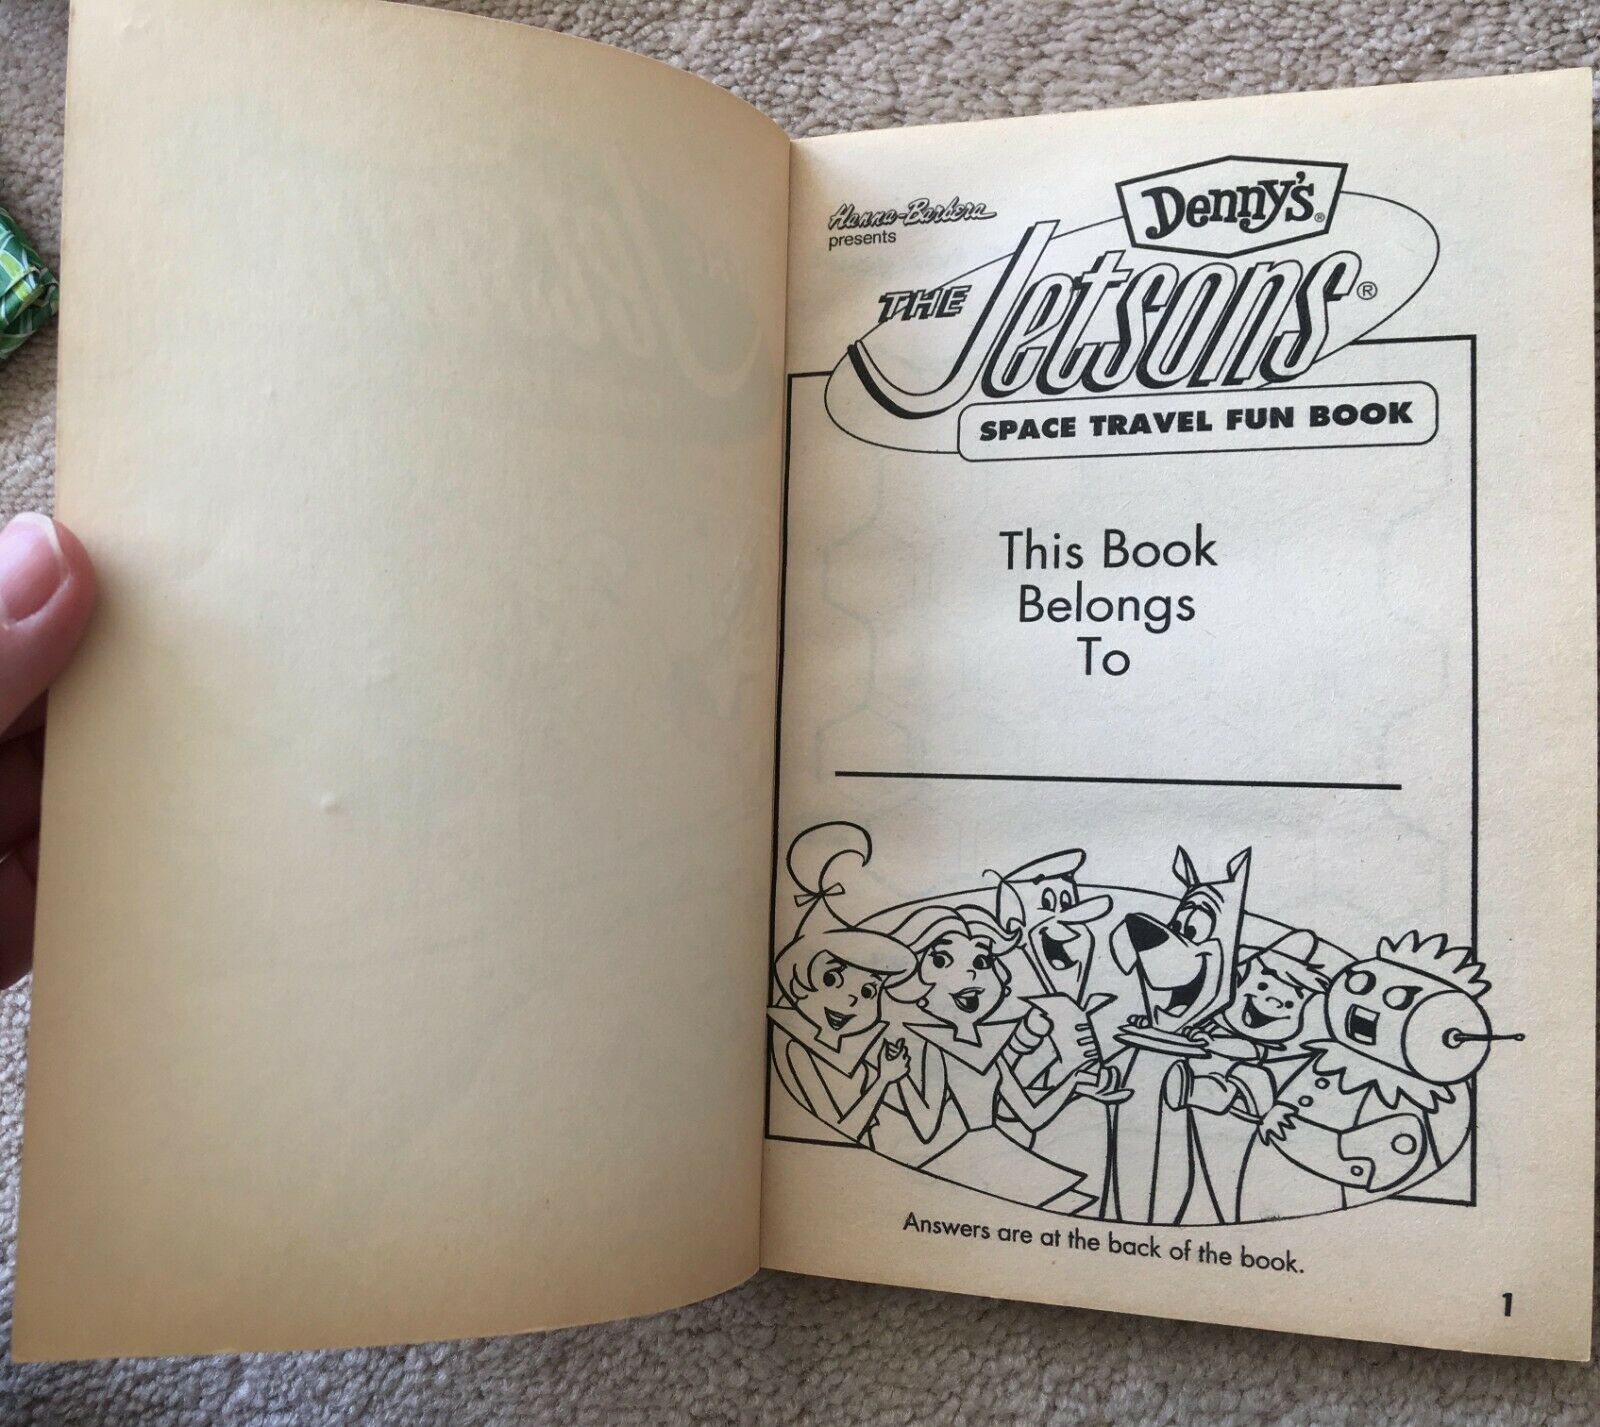 Hanna-Barbera
presents
Denny's®
THE Jetsons®
SPACE TRAVEL FUN BOOK
This Book
Belongs
To
Answers are at the back of the book.
1